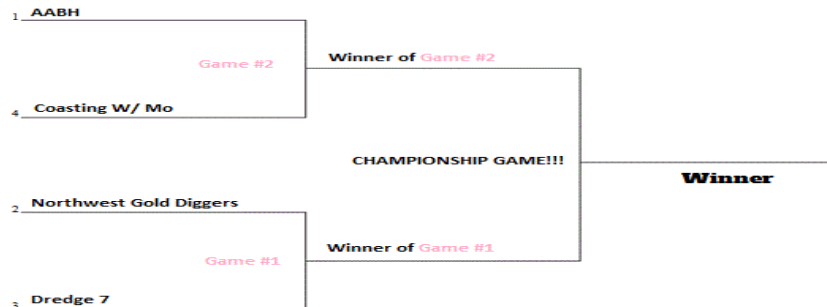 1 AABH
Game #2
Winner of Game #2
4 Coasting W/ Mo
CHAMPIONSHIP GAME!!!
Winner
2 Northwest Gold Diggers
Winner of Game #1
Game #1
3 Dredge 7